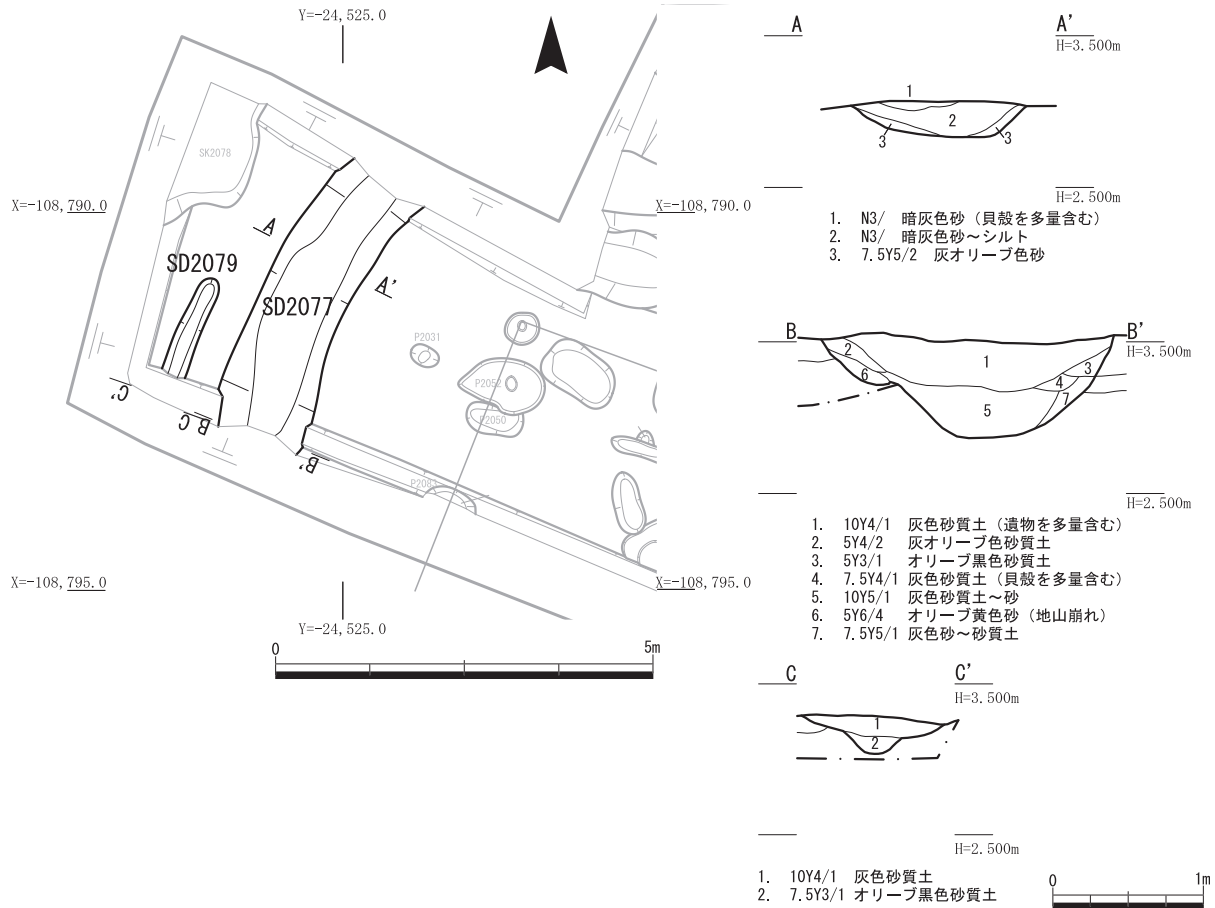 Y=-24,525.0
SK2078
X=-108,790.0
X=-108,790.0
A
SD2079
A'
SD2077
P2031
P2052
P2050
C'
C
B
B'
P2083
X=-108,795.0
X=-108,795.0
Y=-24,525.0
0
5m
A
A'
H=3.500m
1
2
3
3
H=2.500m
1. N3/ 暗灰色砂（貝殻を多量含む）
2. N3/ 暗灰色砂～シルト
3. 7.5Y5/2 灰オリーブ色砂
B
B'
H=3.500m
2
1
3
6
4
7
5
H=2.500m
1. 10Y4/1 灰色砂質土（遺物を多量含む）
2. 5Y4/2 灰オリーブ色砂質土
3. 5Y3/1 オリーブ黒色砂質土
4. 7.5Y4/1 灰色砂質土（貝殻を多量含む）
5. 10Y5/1 灰色砂質土～砂
6. 5Y6/4 オリーブ黄色砂（地山崩れ）
7. 7.5Y5/1 灰色砂～砂質土
C
C'
H=3.500m
1
2
H=2.500m
1. 10Y4/1 灰色砂質土
2. 7.5Y3/1 オリーブ黒色砂質土
0
1m